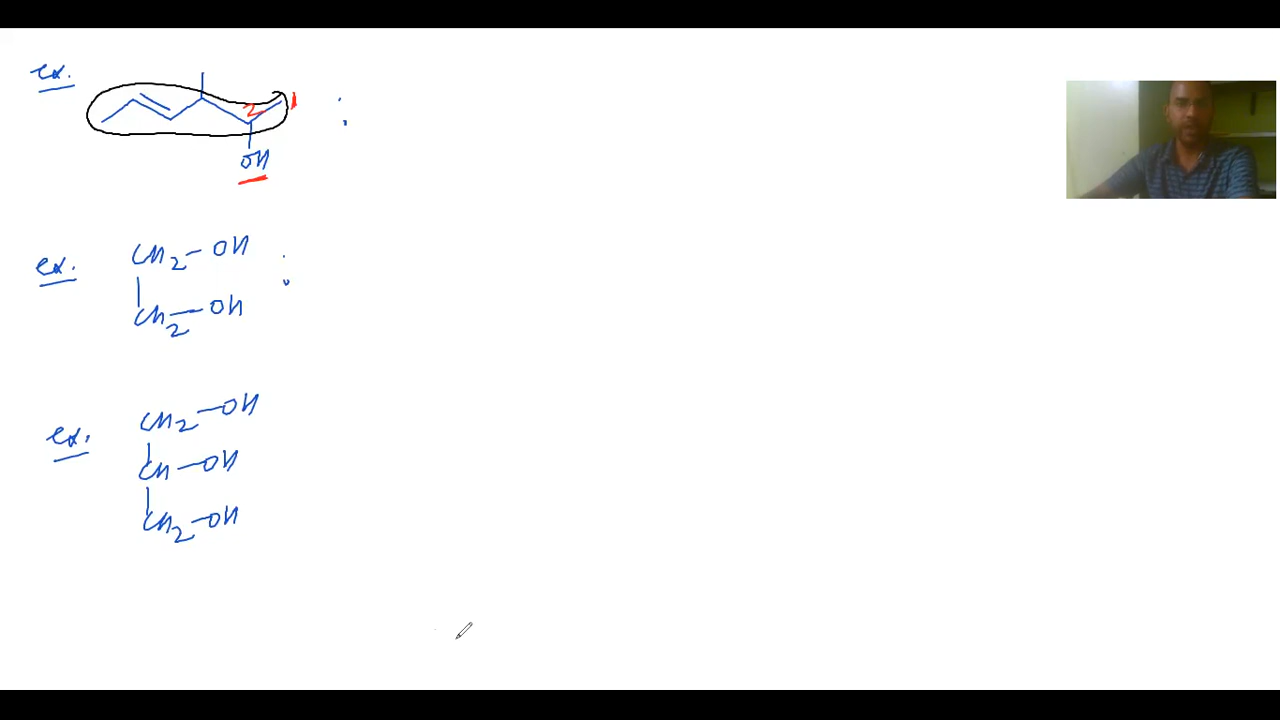 ex.
2 1
OH
ex. CH2-OH :
CH2-OH
ex. CH2-OH
CH-OH
CH2-OH